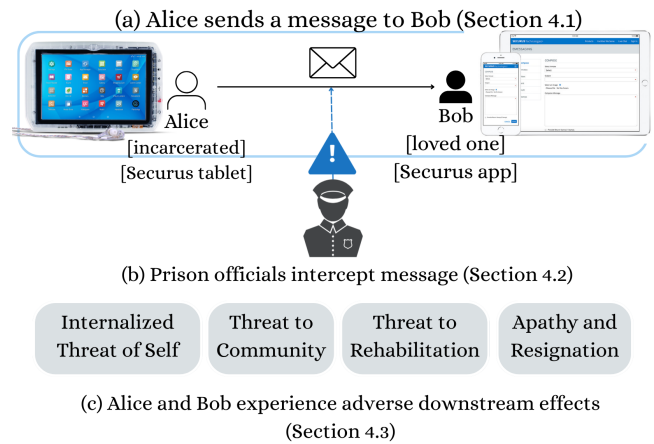 (a) Alice sends a message to Bob (Section 4.1)
Alice
[incarcerated]
[Securus tablet]
Bob
[loved one]
[Securus app]
(b) Prison officials intercept message (Section 4.2)
Internalized
Threat of Self
Threat to
Community
Threat to
Rehabilitation
Apathy and
Resignation
(c) Alice and Bob experience adverse downstream effects
(Section 4.3)